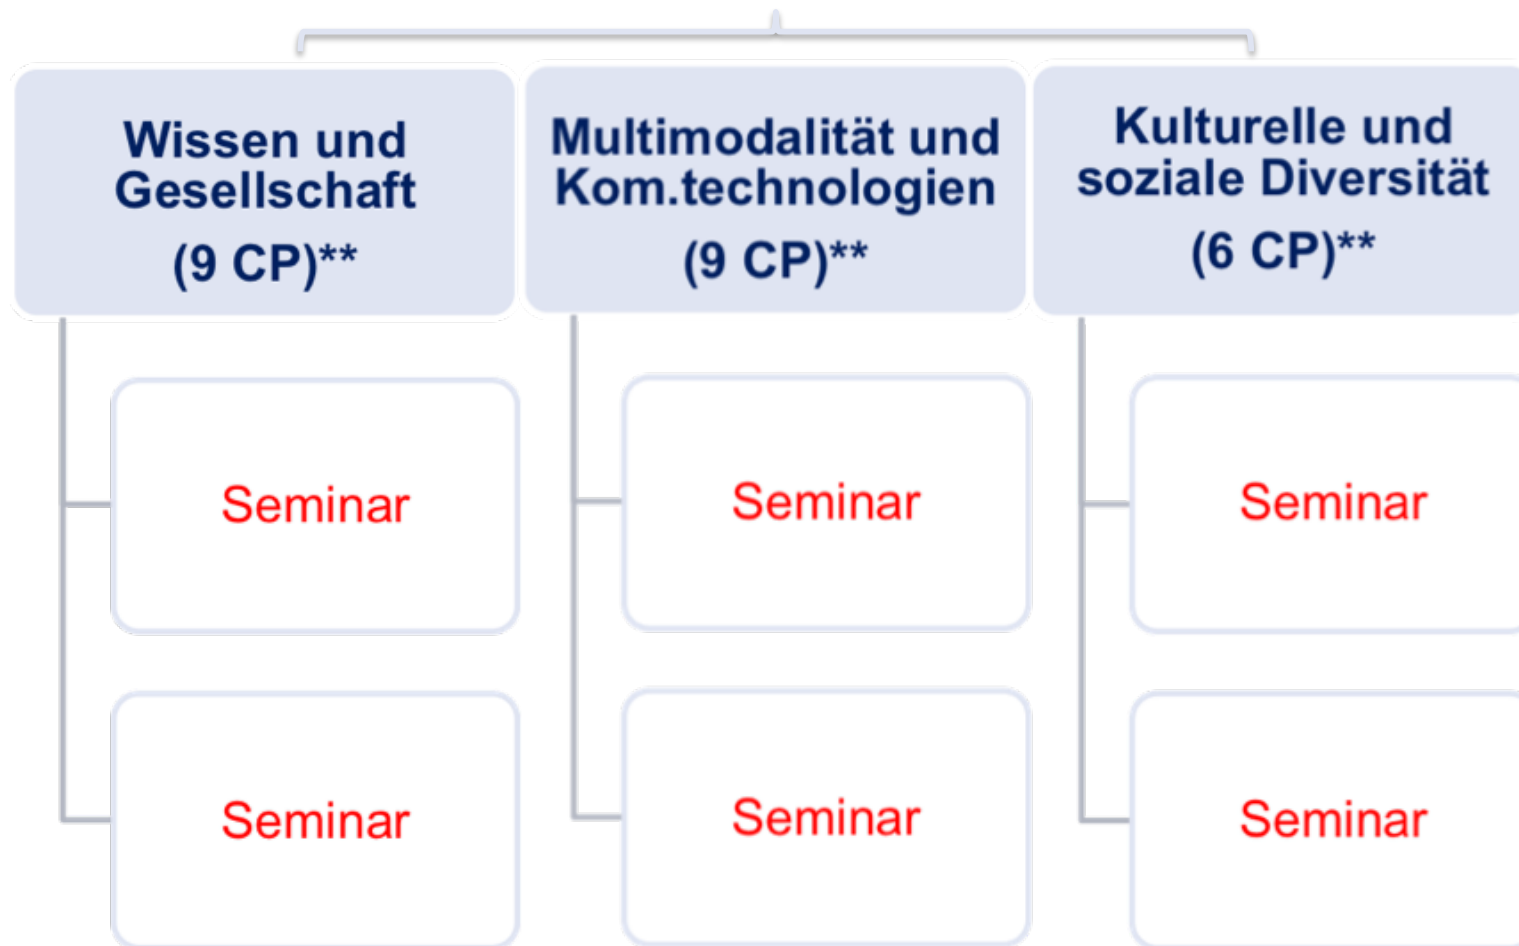 Wissen und
Gesellschaft
(9 CP)**
Seminar
Seminar
Multimodalität und
Kom.technologien
(9 CP)**
Seminar
Seminar
Kulturelle und
soziale Diversität
(6 CP)**
Seminar
Seminar